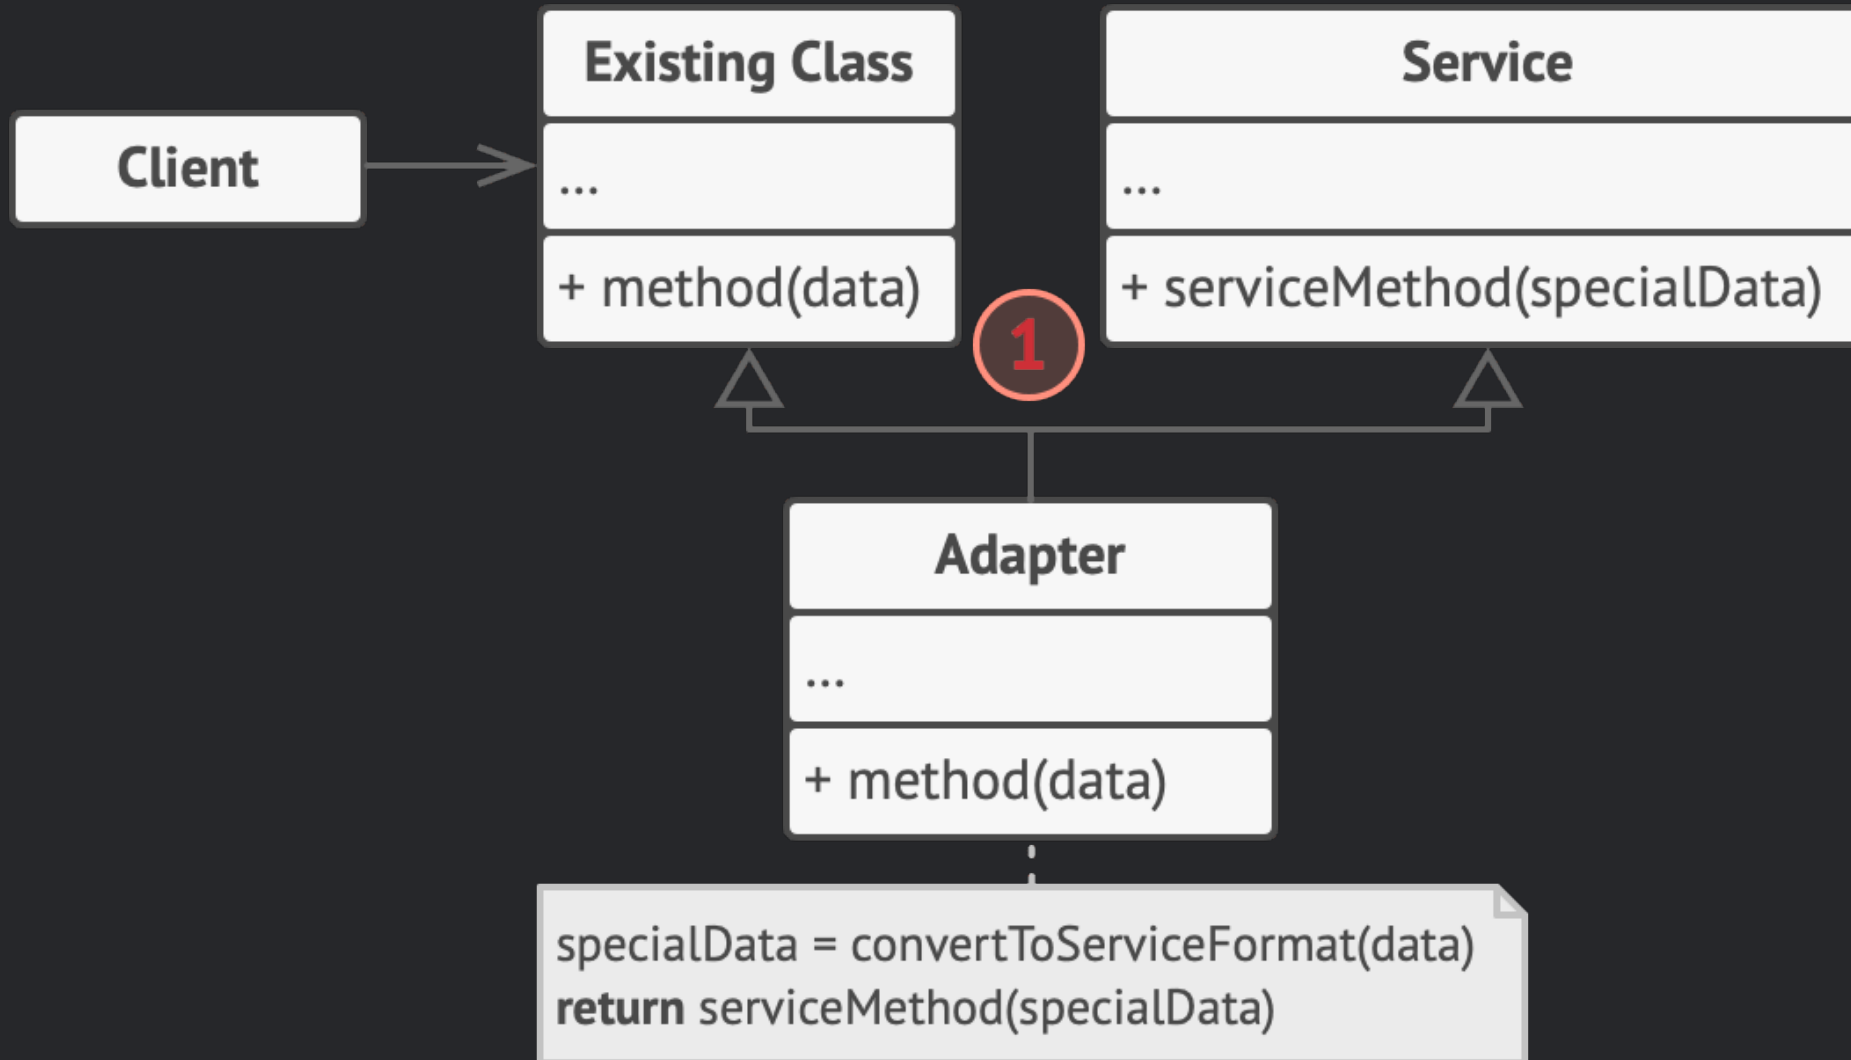 Existing Class
Service
Client
...
...
+ method(data)
+ serviceMethod(specialData)
1
Adapter
...
+ method(data)
specialData = convertToServiceFormat(data)
return serviceMethod(specialData)